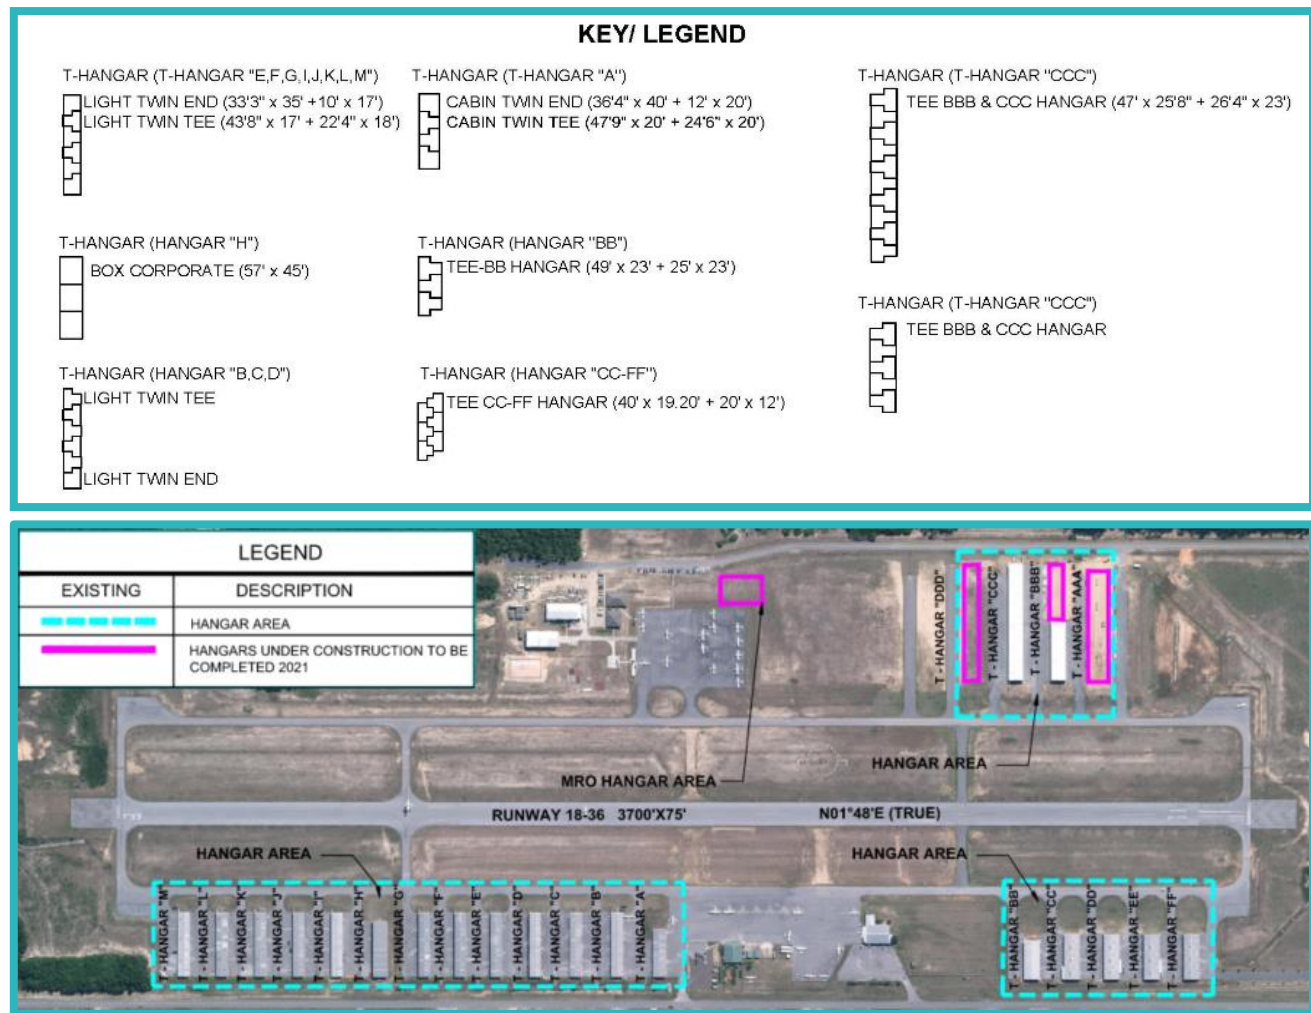 KEY/ LEGEND
T-HANGAR (T-HANGAR "E,F,G,I,J,K,L,M")
LIGHT TWIN END (33'3" x 35' +10' x 17')
LIGHT TWIN TEE (43'8" x 17' + 22'4" x 18')
T-HANGAR (T-HANGAR "A")
CABIN TWIN END (36'4" x 40' + 12' x 20')
CABIN TWIN TEE (47'9" x 20' + 24'6" x 20')
T-HANGAR (T-HANGAR "CCC")
TEE BBB & CCC HANGAR (47' x 25'8" + 26'4" x 23')
T-HANGAR (HANGAR "H")
BOX CORPORATE (57' x 45')
T-HANGAR (HANGAR "BB")
TEE-BB HANGAR (49' x 23' + 25' x 23')
T-HANGAR (T-HANGAR "CCC")
TEE BBB & CCC HANGAR
T-HANGAR (HANGAR "B,C,D")
LIGHT TWIN TEE
LIGHT TWIN END
T-HANGAR (HANGAR "CC-FF")
TEE CC-FF HANGAR (40' x 19.20' + 20' x 12')
LEGEND
EXISTING
DESCRIPTION
HANGAR AREA
HANGARS UNDER CONSTRUCTION TO BE
COMPLETED 2021
T - HANGAR "DDD"
T - HANGAR "CCC"
T - HANGAR "BBB"
T - HANGAR "AAA"
MRO HANGAR AREA
HANGAR AREA
RUNWAY 18-36 3700'X75'
N01°48'E (TRUE)
HANGAR AREA
HANGAR AREA
T - HANGAR "M"
T - HANGAR "L"
T - HANGAR "K"
T - HANGAR "J"
T - HANGAR "I"
T - HANGAR "H"
T - HANGAR "G"
T - HANGAR "F"
T - HANGAR "E"
T - HANGAR "D"
T - HANGAR "C"
T - HANGAR "B"
T - HANGAR "A"
T - HANGAR "BB"
T - HANGAR "CC"
T - HANGAR "DD"
T - HANGAR "EE"
T - HANGAR "FF"